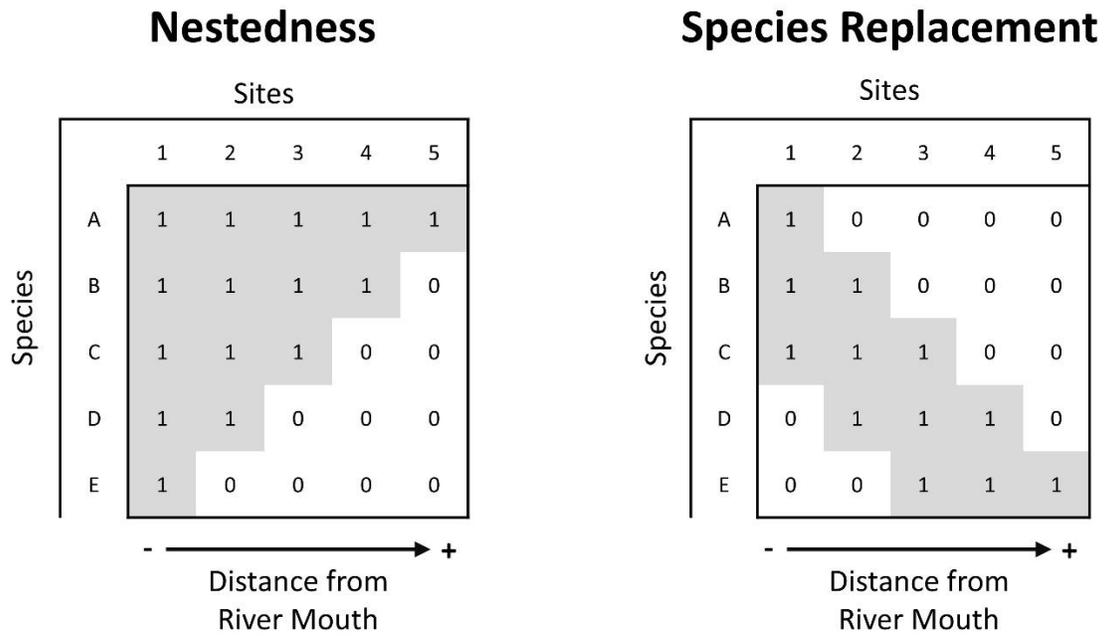 Nestedness
Sites
1 2 3 4 5
Species
A 1 1 1 1 1
B 1 1 1 1 0
C 1 1 1 0 0
D 1 1 0 0 0
E 1 0 0 0 0
- +
Distance from
River Mouth
Species Replacement
Sites
1 2 3 4 5
Species
A 1 0 0 0 0
B 1 1 0 0 0
C 1 1 1 0 0
D 0 1 1 1 0
E 0 0 1 1 1
- +
Distance from
River Mouth